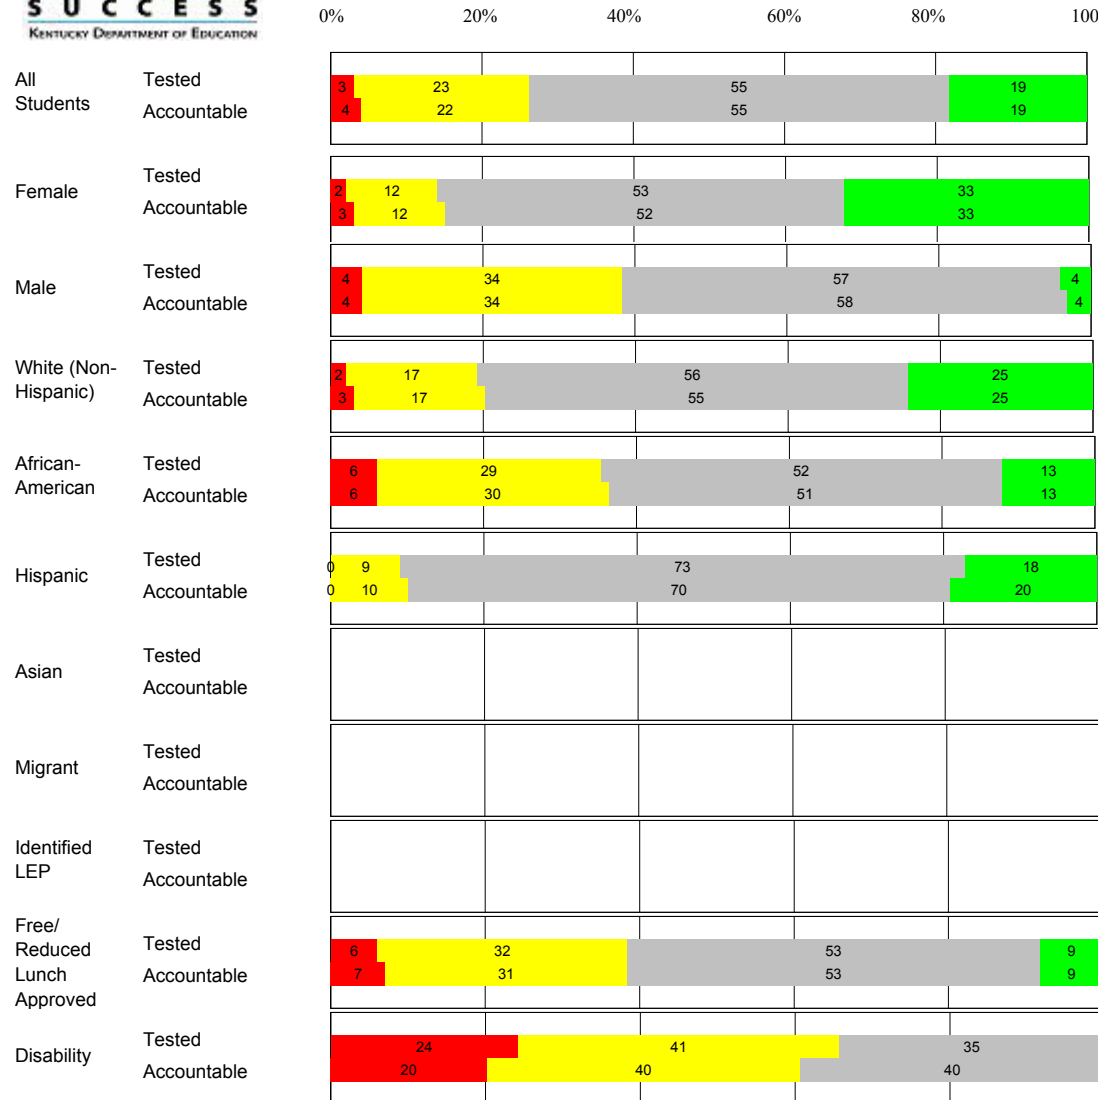 SUCCESS
KENTUCKY DEPARTMENT OF EDUCATION
0% 20% 40% 60% 80% 100
All Students
Tested 3 23 55 19
Accountable 4 22 55 19
Female
Tested 2 12 53 33
Accountable 3 12 52 33
Male
Tested 4 34 57 4
Accountable 4 34 58 4
White (Non-
Hispanic)
Tested 2 17 56 25
Accountable 3 17 55 25
African-
American
Tested 6 29 52 13
Accountable 6 30 51 13
Hispanic
Tested 0 9 73 18
Accountable 0 10 70 20
Asian
Tested
Accountable
Migrant
Tested
Accountable
Identified
LEP
Tested
Accountable
Free/
Reduced
Lunch
Approved
Tested 6 32 53 9
Accountable 7 31 53 9
Disability
Tested 24 41 35
Accountable 20 40 40